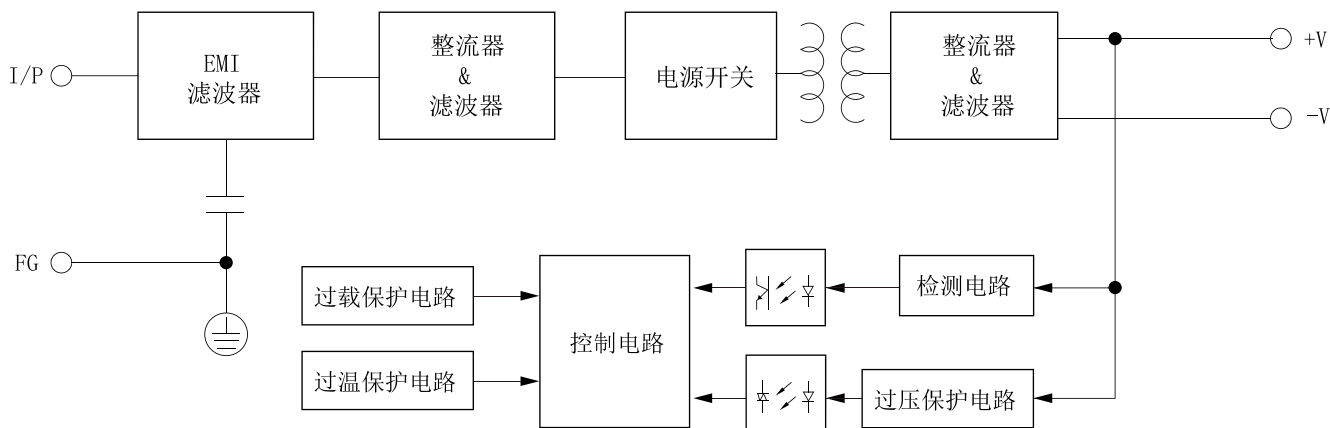 I/P
EMI
滤波器
整流器
&
滤波器
电源开关
整流器
&
滤波器
+V
-V
FG
过载保护电路
过温保护电路
控制电路
检测电路
过压保护电路